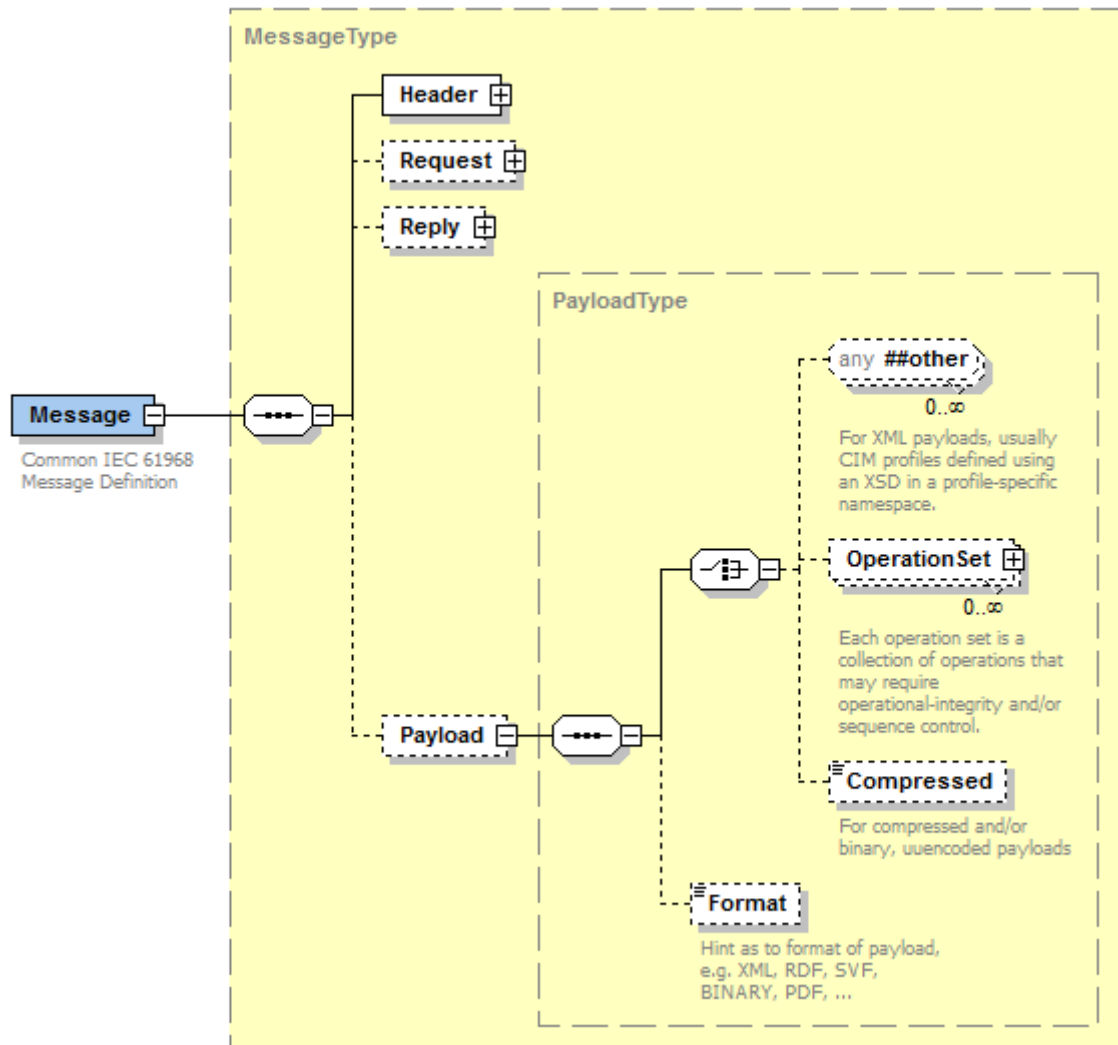 MessageType
Header
Request
Reply
PayloadType
any ##other
0..∞
For XML payloads, usually
CIM profiles defined using
an XSD in a profile-specific
namespace.
Message
Common IEC 61968
Message Definition
OperationSet
0..∞
Each operation set is a
collection of operations that
may require
operational-integrity and/or
sequence control.
Payload
Compressed
For compressed and/or
binary, uuencoded payloads
Format
Hint as to format of payload,
e.g. XML, RDF, SVF,
BINARY, PDF, ...